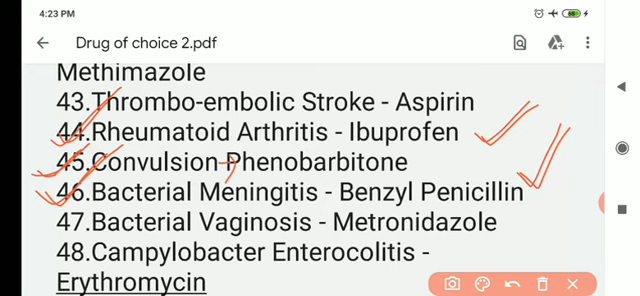 4:23 PM
Drug of choice 2.pdf
Methimazole
43.Thrombo-embolic Stroke - Aspirin
44.Rheumatoid Arthritis - Ibuprofen
45.Convulsion-Phenobarbitone
46.Bacterial Meningitis - Benzyl Penicillin
47.Bacterial Vaginosis - Metronidazole
48.Campylobacter Enterocolitis -
Erythromycin